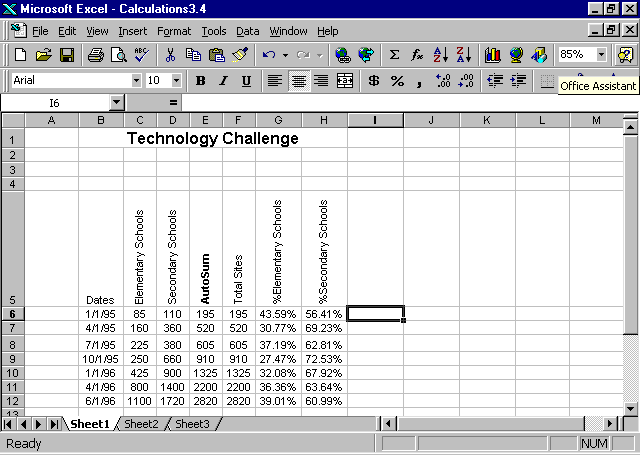 Microsoft Excel - Calculations3.4
File Edit View Insert Format Tools Data Window Help
ABC Σ fx A Z Z A 85%
Arial 10 B I U $ % , .0 .00 .00 .0
Office Assistant
I6 =
A B C D E F G H I J K L M
1 Technology Challenge
2
3
4
5 Dates Elementary Schools Secondary Schools AutoSum Total Sites %Elementary Schools %Secondary Schools
6 1/1/95 85 110 195 195 43.59% 56.41%
7 4/1/95 160 360 520 520 30.77% 69.23%
8 7/1/95 225 380 605 605 37.19% 62.81%
9 10/1/95 250 660 910 910 27.47% 72.53%
10 1/1/96 425 900 1325 1325 32.08% 67.92%
11 4/1/96 800 1400 2200 2200 36.36% 63.64%
12 6/1/96 1100 1720 2820 2820 39.01% 60.99%
13
Sheet1 Sheet2 Sheet3
Ready NUM